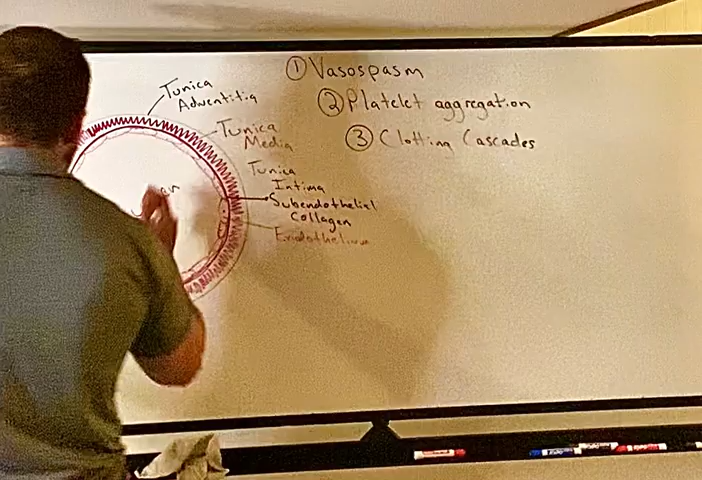 ① Vasospasm
② Platelet aggregation
③ Clotting Cascades
Tunica
Adventitia
Tunica
Media
Tunica
Intima
Subendothelial
Collagen
Endothelium